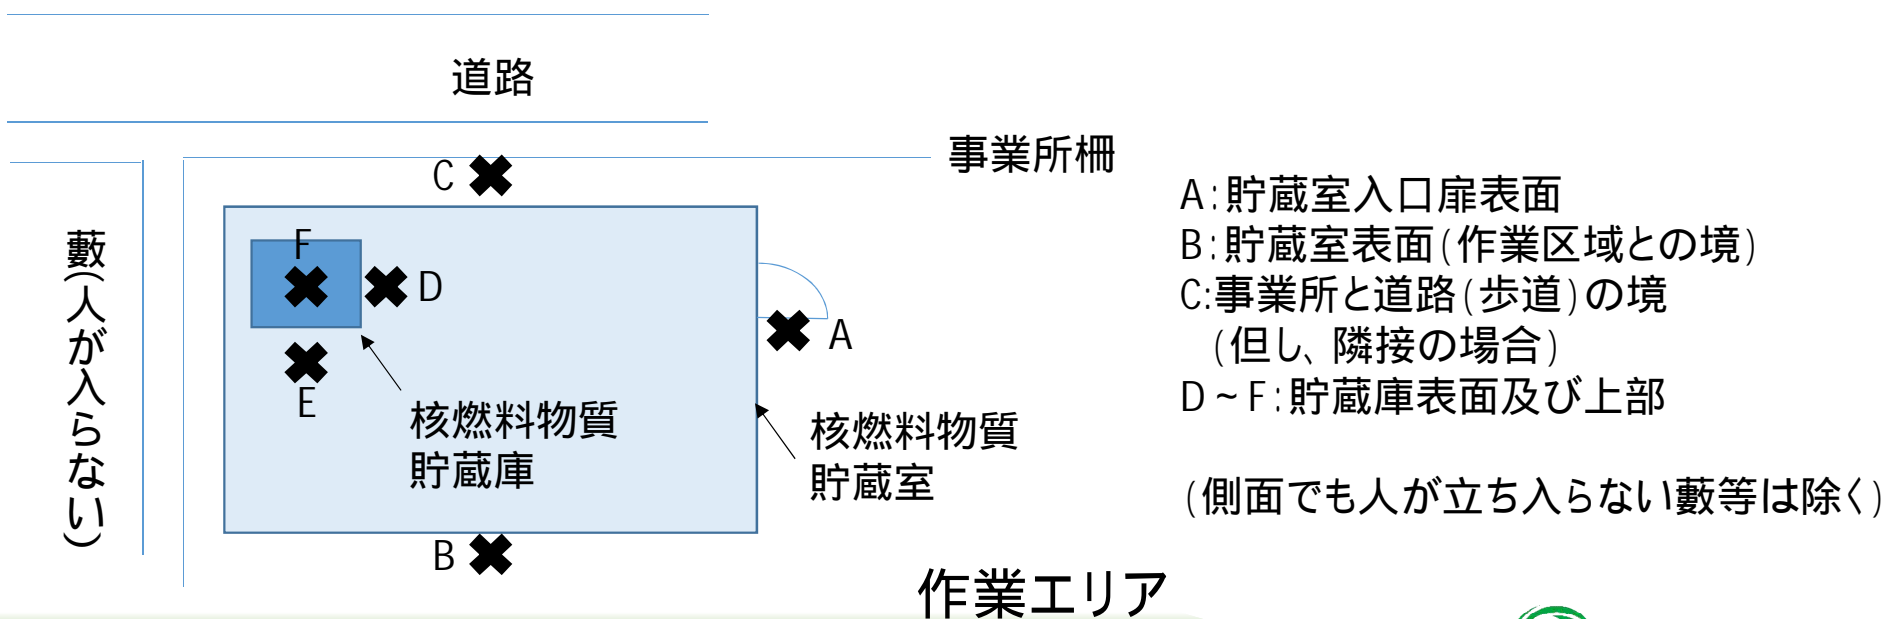 道路
事業所柵
C
藪(人が入らない)
F
D
A
E
核燃料物質
貯蔵庫
核燃料物質
貯蔵室
B
作業エリア
A:貯蔵室入口扉表面
B:貯蔵室表面(作業区域との境)
C:事業所と道路(歩道)の境
(但し、隣接の場合)
D~F:貯蔵庫表面及び上部
(側面でも人が立ち入らない藪等は除く)